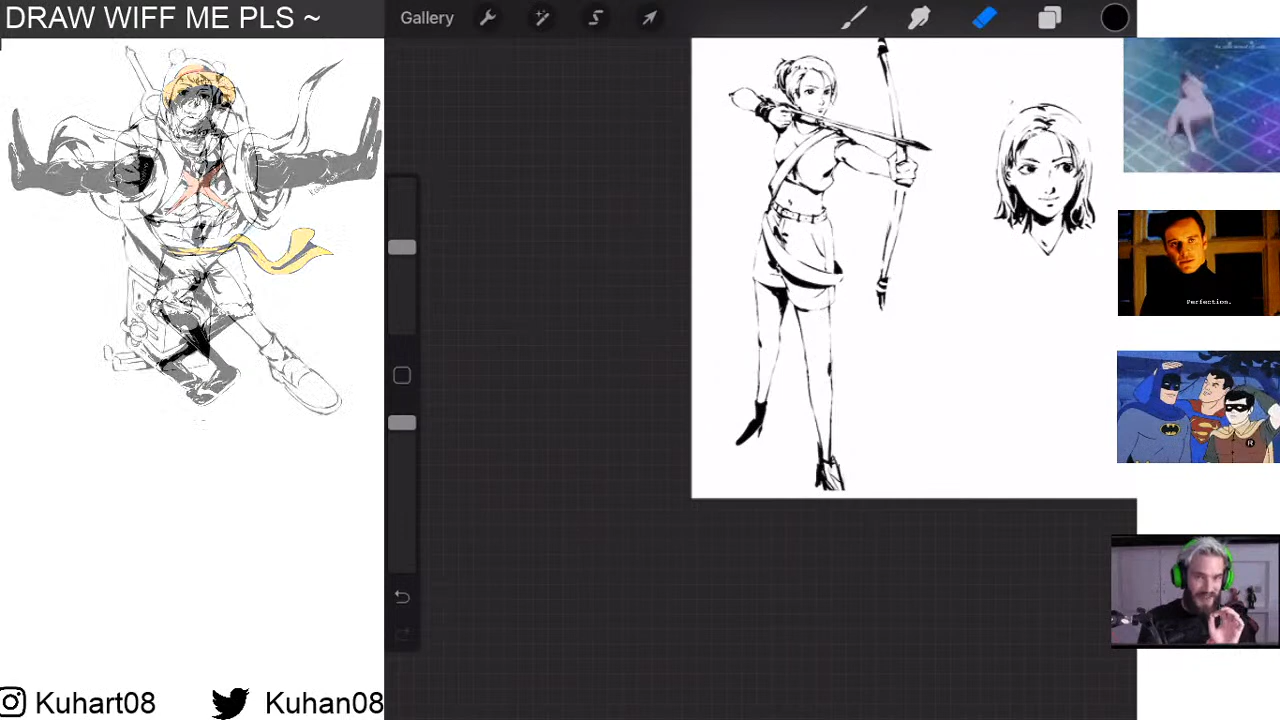 DRAW WIFF ME PLS ~
Gallery
Perfection.
R
Kuhart08
Kuhan08